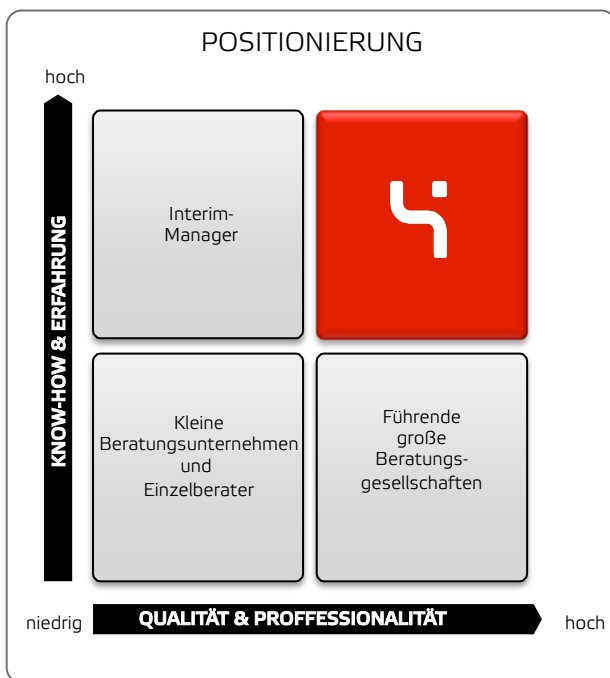 POSITIONIERUNG
hoch
KNOW-HOW & ERFAHRUNG
Interim-
Manager
Kleine
Beratungsunternehmen
und
Einzelberater
Führende
große
Beratungs-
gesellschaften
niedrig
QUALITÄT & PROFFESSIONALITÄT
hoch